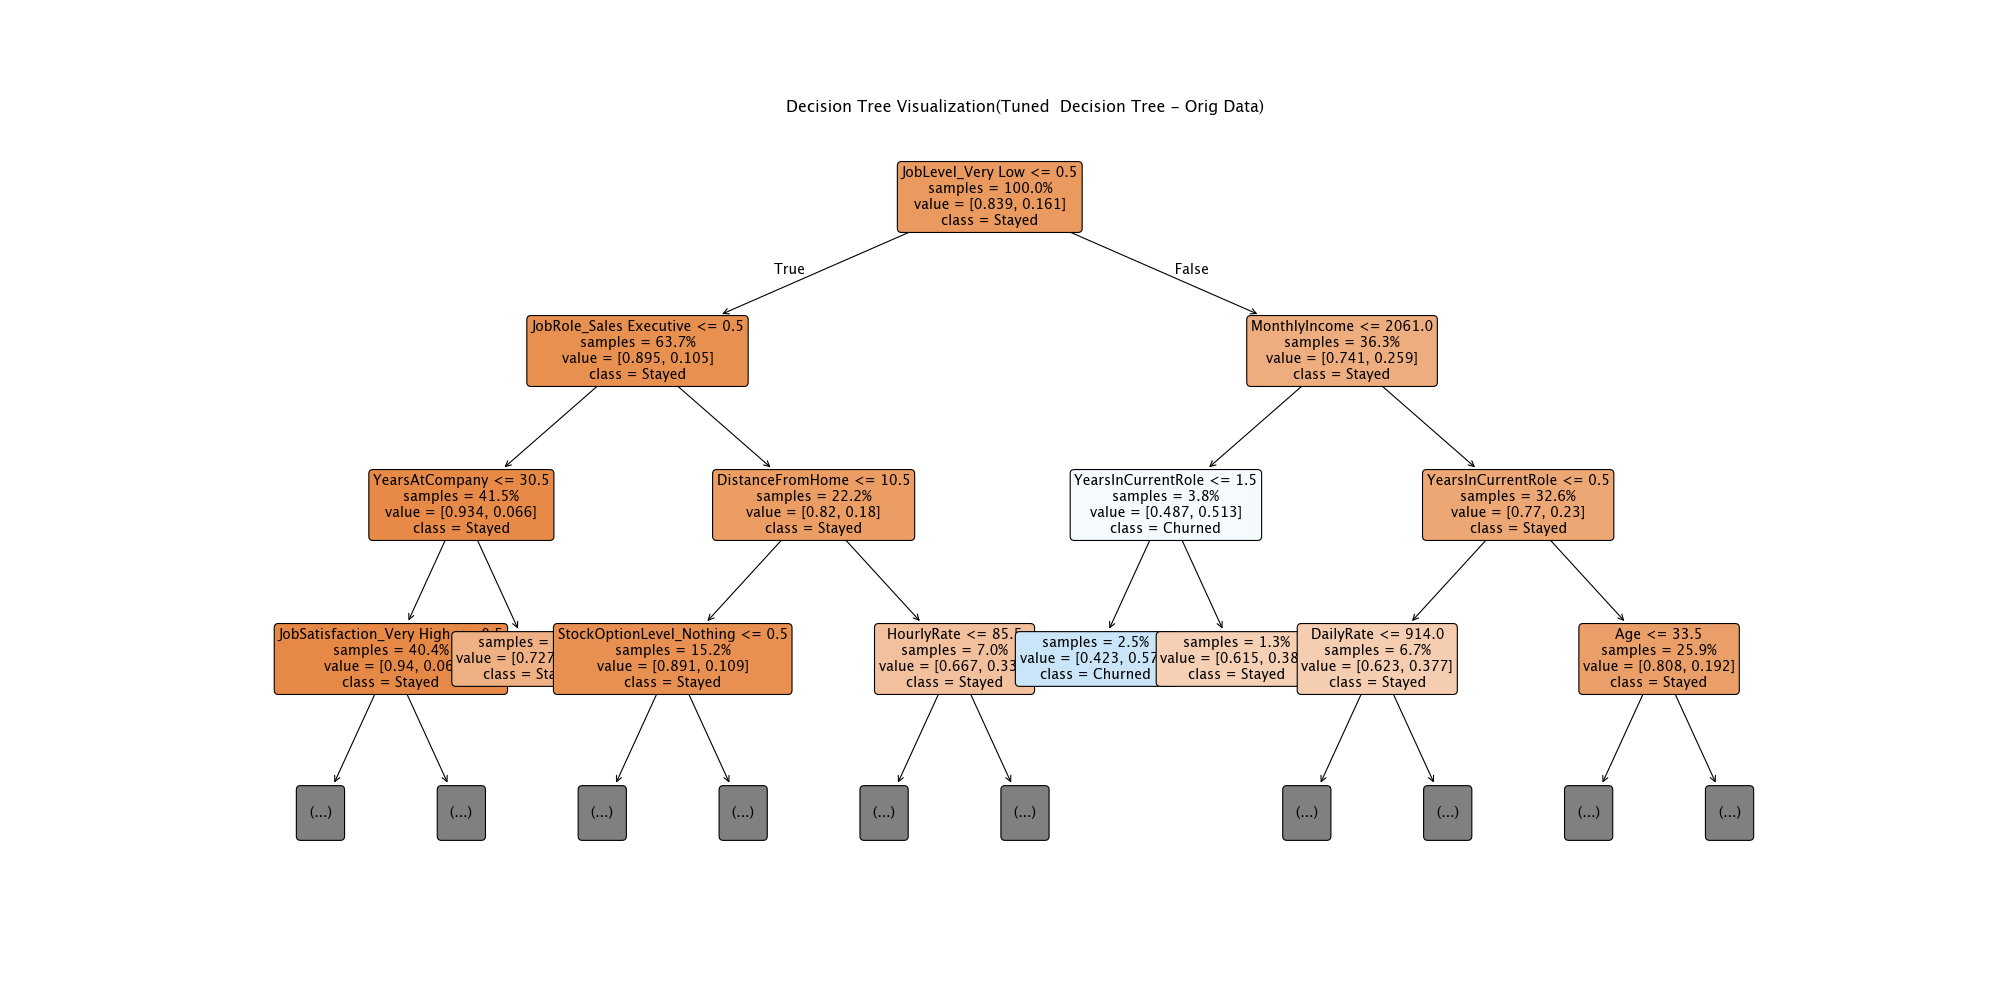 Decision Tree Visualization(Tuned  Decision Tree - Orig Data)
JobLevel_Very Low <= 0.5
samples = 100.0%
value = [0.839, 0.161]
class = Stayed
True
False
JobRole_Sales Executive <= 0.5
samples = 63.7%
value = [0.895, 0.105]
class = Stayed
MonthlyIncome <= 2061.0
samples = 36.3%
value = [0.741, 0.259]
class = Stayed
YearsAtCompany <= 30.5
samples = 41.5%
value = [0.934, 0.066]
class = Stayed
DistanceFromHome <= 10.5
samples = 22.2%
value = [0.82, 0.18]
class = Stayed
YearsInCurrentRole <= 1.5
samples = 3.8%
value = [0.487, 0.513]
class = Churned
YearsInCurrentRole <= 0.5
samples = 32.6%
value = [0.77, 0.23]
class = Stayed
JobSatisfaction_Very High
samples = 40.4%
value = [0.94, 0.06
class = Stayed
samples =
value = [0.727
class =
StockOptionLevel_Nothing <= 0.5
samples = 15.2%
value = [0.891, 0.109]
class = Stayed
HourlyRate <= 85.5
samples = 7.0%
value = [0.667, 0.33
class = Stayed
samples = 2.5%
value = [0.423, 0.57
class = Churned
samples = 1.3%
value = [0.615, 0.38
class = Stayed
DailyRate <= 914.0
samples = 6.7%
value = [0.623, 0.377]
class = Stayed
Age <= 33.5
samples = 25.9%
value = [0.808, 0.192]
class = Stayed
(...)
(...)
(...)
(...)
(...)
(...)
(...)
(...)
(...)
(...)